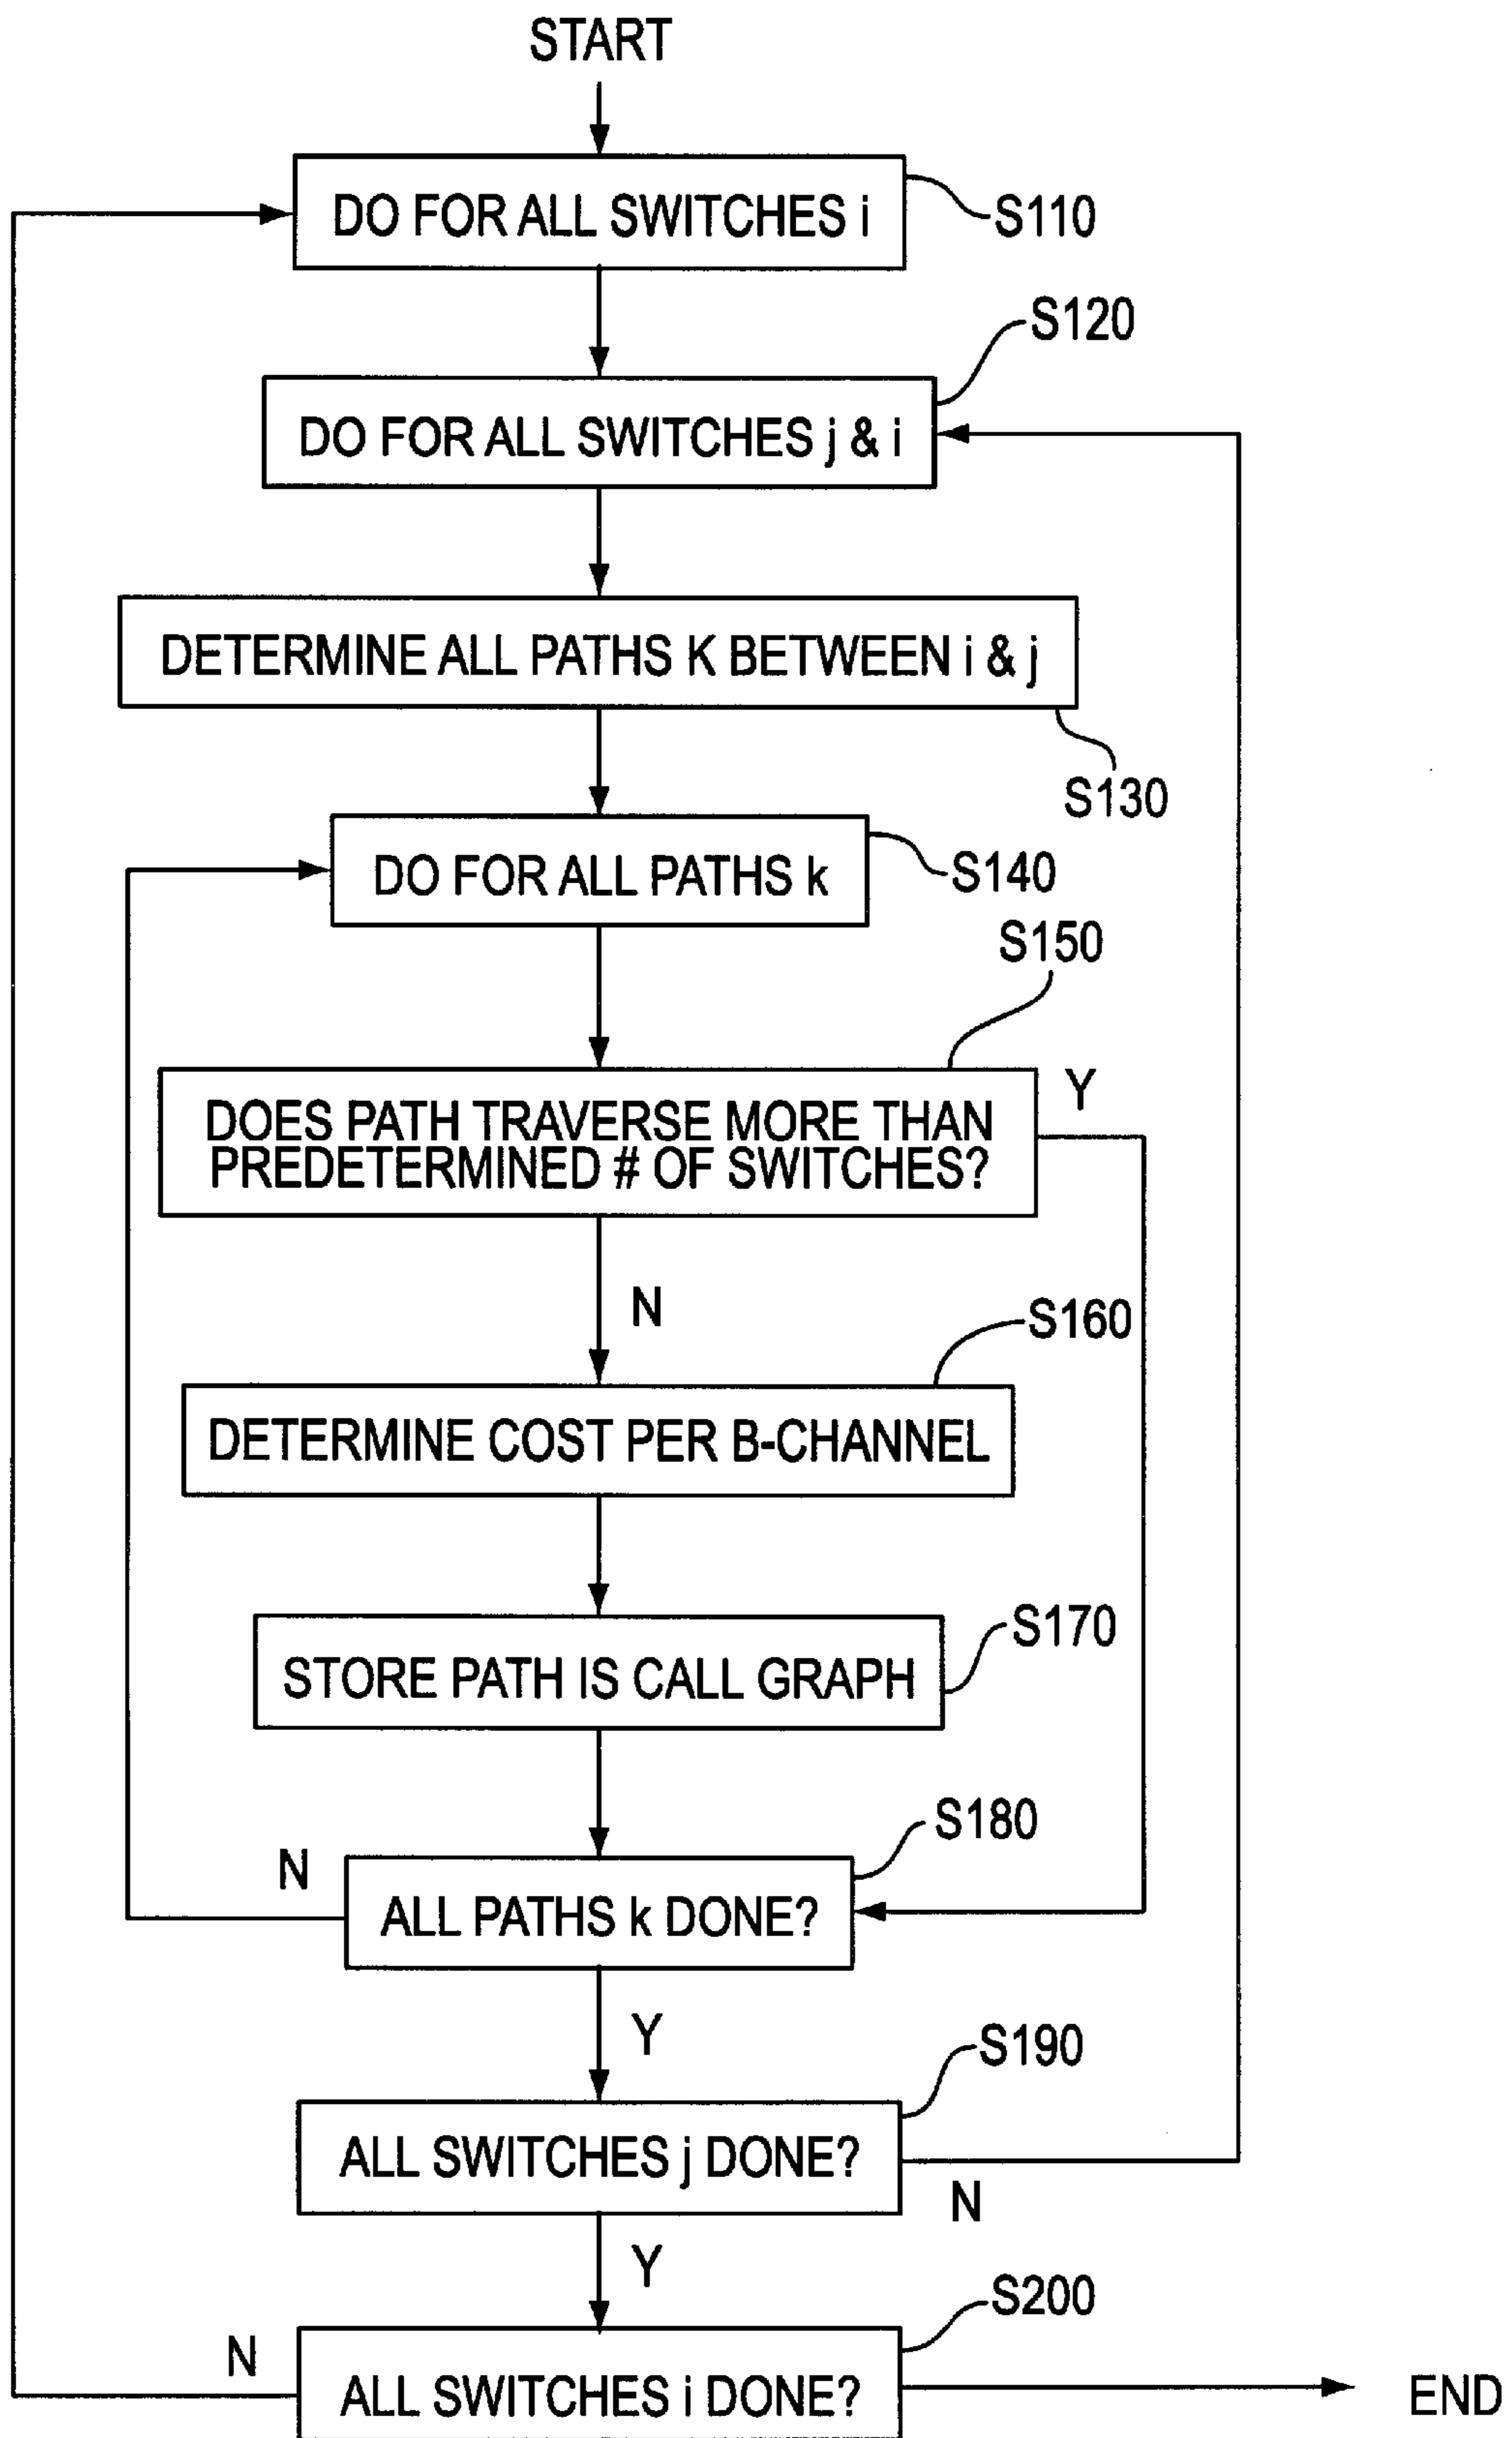 START
DO FOR ALL SWITCHES i
S110
S120
DO FOR ALL SWITCHES j & i
DETERMINE ALL PATHS K BETWEEN i & j
S130
DO FOR ALL PATHS k
S140
S150
DOES PATH TRAVERSE MORE THAN
PREDETERMINED # OF SWITCHES?
Y
N
S160
DETERMINE COST PER B-CHANNEL
S170
STORE PATH IS CALL GRAPH
S180
N
ALL PATHS k DONE?
Y
S190
ALL SWITCHES j DONE?
N
Y
S200
N
ALL SWITCHES i DONE?
END